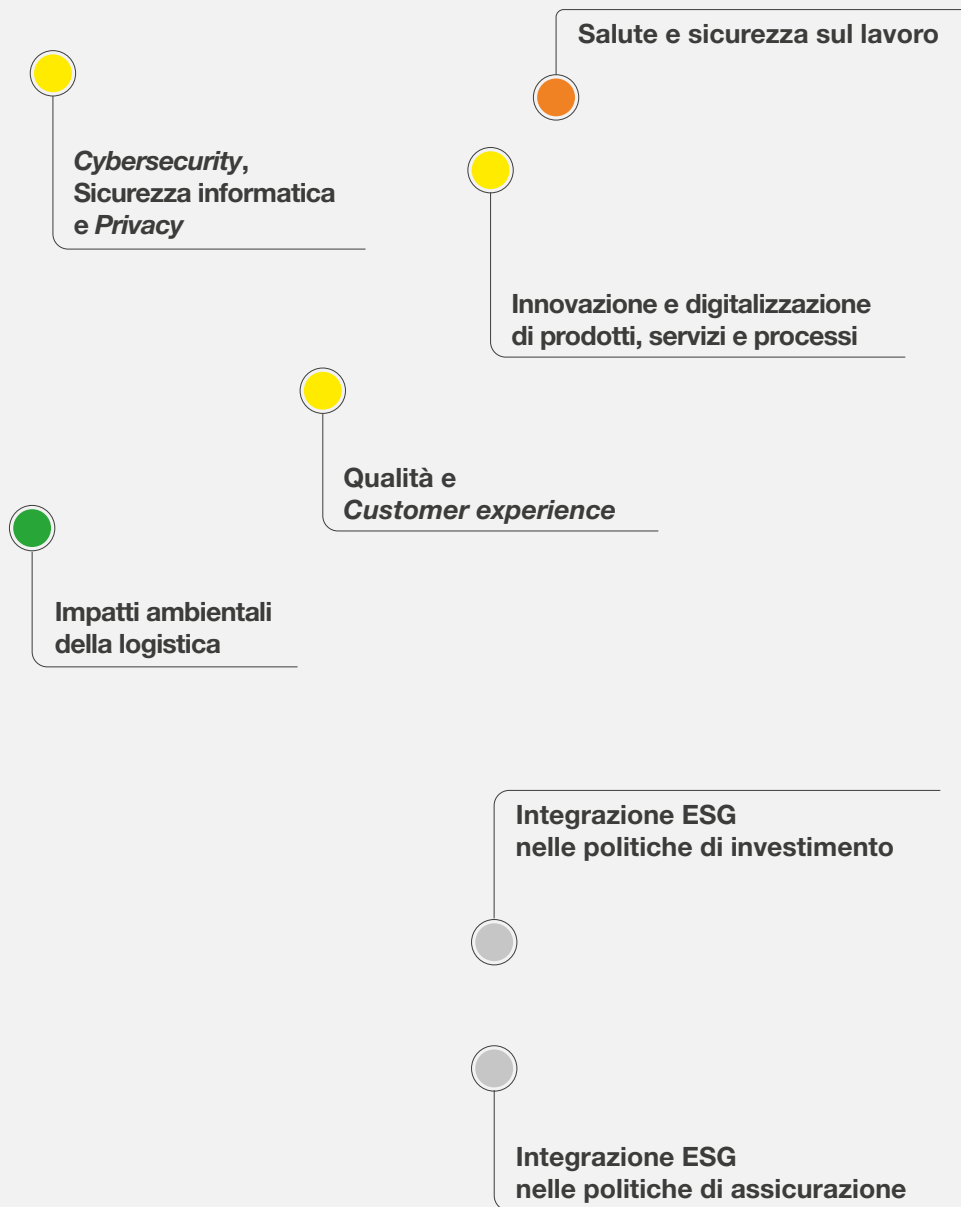 Salute e sicurezza sul lavoro
Cybersecurity,
Sicurezza informatica
e Privacy
Innovazione e digitalizzazione
di prodotti, servizi e processi
Qualità e
Customer experience
Impatti ambientali
della logistica
Integrazione ESG
nelle politiche di investimento
Integrazione ESG
nelle politiche di assicurazione